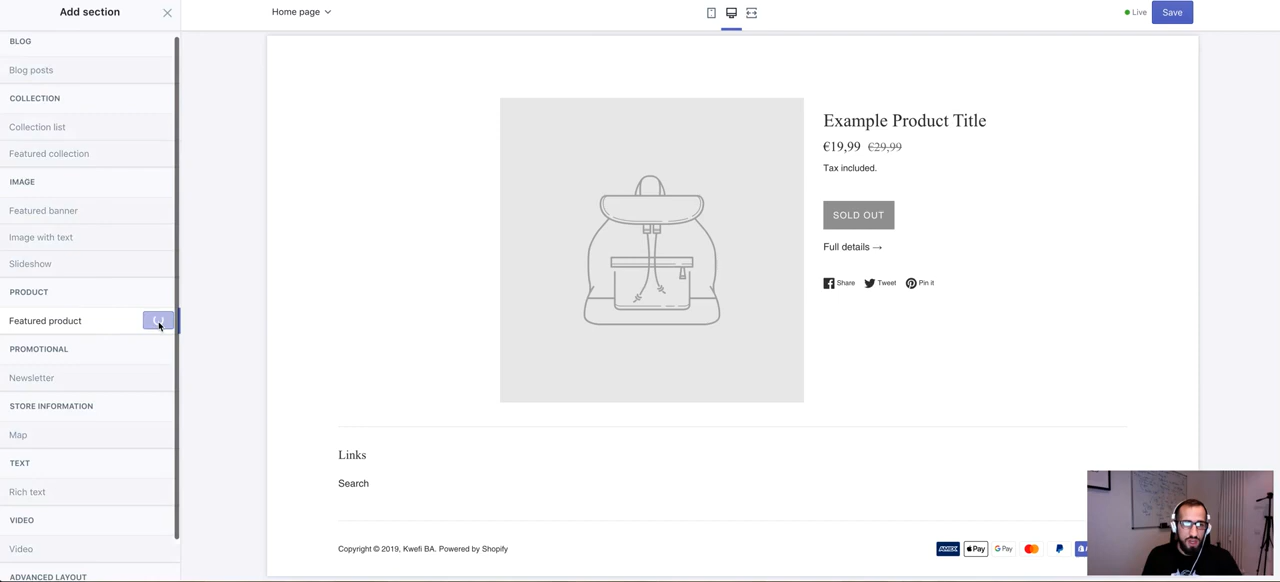 Add section
Home page
Live
Save
BLOG
Blog posts
COLLECTION
Collection list
Featured collection
IMAGE
Featured banner
Image with text
Slideshow
PRODUCT
Featured product
PROMOTIONAL
Newsletter
STORE INFORMATION
Map
TEXT
Rich text
VIDEO
Video
ADVANCED LAYOUT
Example Product Title
€19,99 €29,99
Tax included.
SOLD OUT
Full details →
Share Tweet Pin it
Links
Search
Copyright © 2019, Kwefi BA. Powered by Shopify
AMEX Pay G Pay